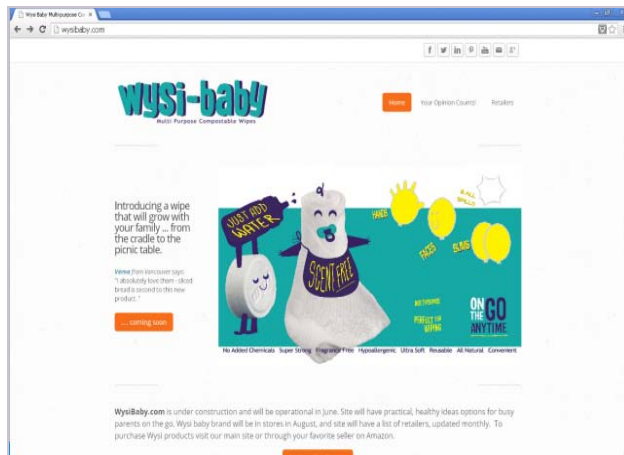 Wysi Baby Multipurpose Co
wysibaby.com
wysi-baby
Multi Purpose Compostable Wipes
Home Your Opinion Counts! Retailers
Introducing a wipe
that will grow with
your family ... from
the cradle to the
picnic table.
Verna from Vancouver says:
"I absolutely love them - sliced
bread is second to this new
product. "
... coming soon
JUST ADD
WATER
SCENT FREE
HANDS
FACES
BUMS
& ALL
SPILLS
PERFECT FOR
ON
THE GO
ANYTIME
No Added Chemicals Super Strong Fragrance Free Hypoallergenic Ultra Soft Reusable All Natural Convenient
WysiBaby.com is under construction and will be operational in June. Site will have practical, healthy ideas options for busy
parents on the go. Wysi baby brand will be in stores in August, and site will have a list of retailers, updated monthly. To
purchase Wysi products visit our main site or through your favorite seller on Amazon.